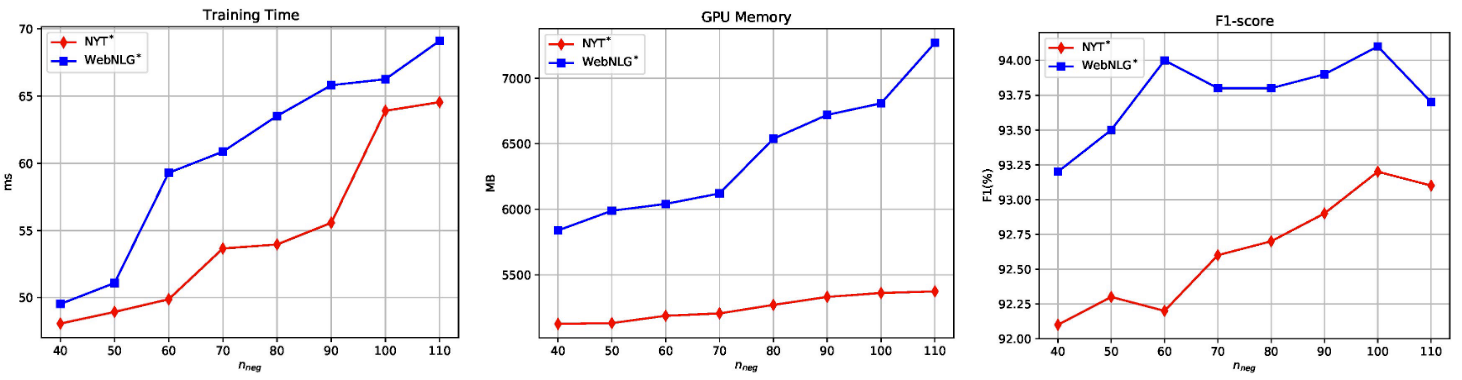 Training Time
70
65
60
55
50
ms
NYT*
WebNLG*
40 50 60 70 80 90 100 110
n_neg
GPU Memory
7000
6500
6000
5500
MB
NYT*
WebNLG*
40 50 60 70 80 90 100 110
n_neg
F1-score
94.00
93.75
93.50
93.25
93.00
92.75
92.50
92.25
92.00
F1(%)
NYT*
WebNLG*
40 50 60 70 80 90 100 110
n_neg